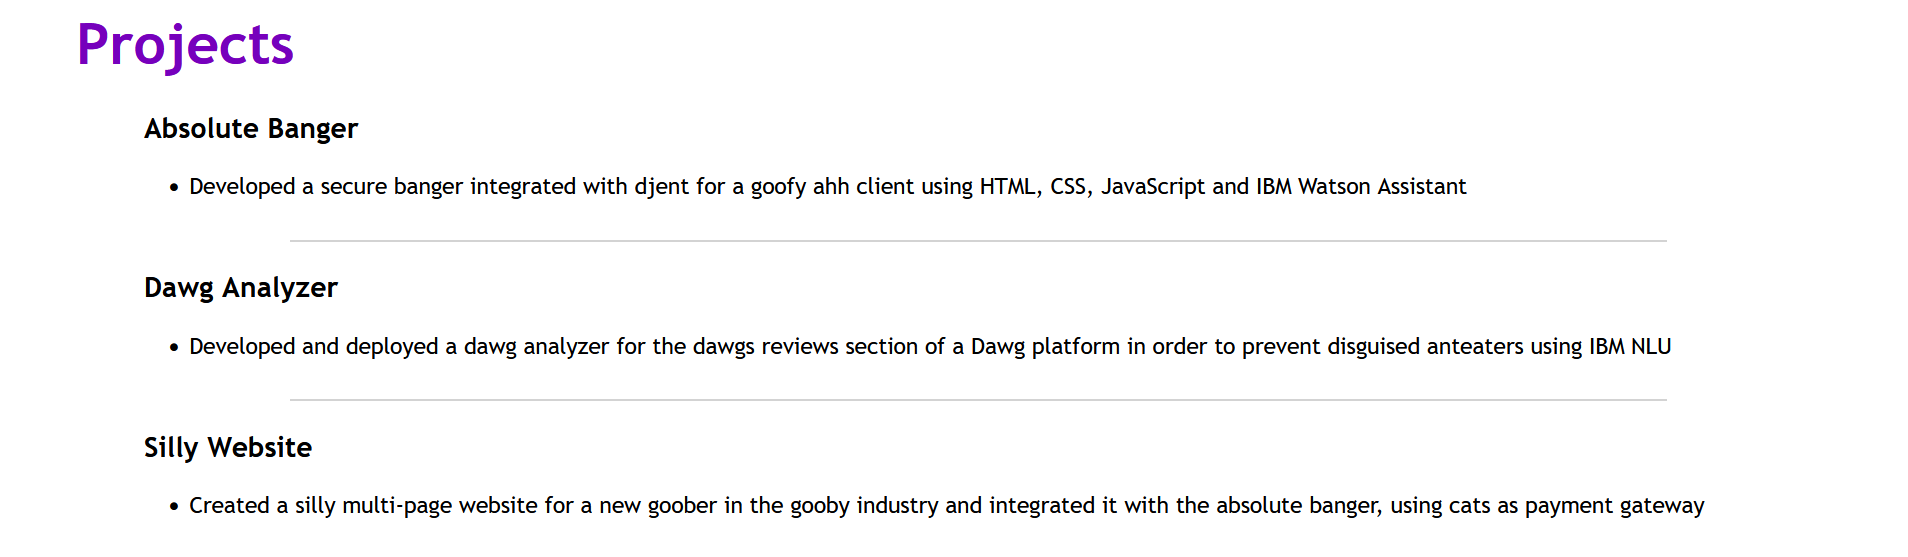 Projects
Absolute Banger
• Developed a secure banger integrated with djent for a goofy ahh client using HTML, CSS, JavaScript and IBM Watson Assistant
Dawg Analyzer
• Developed and deployed a dawg analyzer for the dawgs reviews section of a Dawg platform in order to prevent disguised anteaters using IBM NLU
Silly Website
• Created a silly multi-page website for a new goober in the gooby industry and integrated it with the absolute banger, using cats as payment gateway